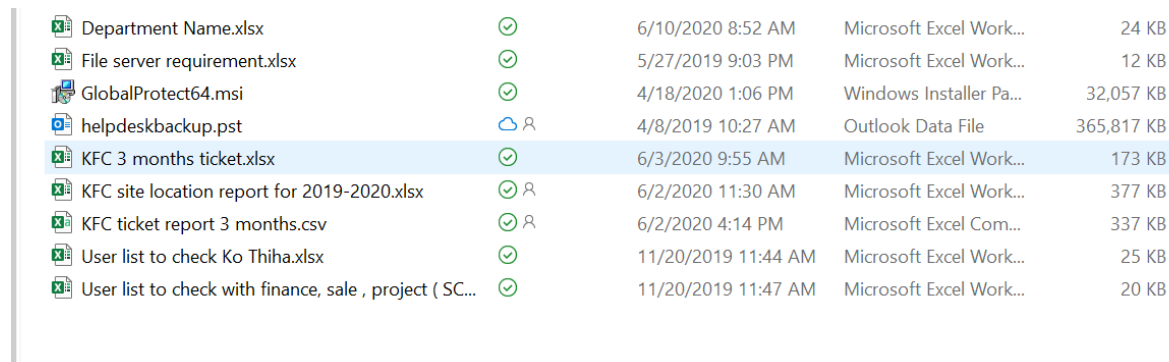 Department Name.xlsx 6/10/2020 8:52 AM Microsoft Excel Work... 24 KB
File server requirement.xlsx 5/27/2019 9:03 PM Microsoft Excel Work... 12 KB
GlobalProtect64.msi 4/18/2020 1:06 PM Windows Installer Pa... 32,057 KB
helpdeskbackup.pst 4/8/2019 10:27 AM Outlook Data File 365,817 KB
KFC 3 months ticket.xlsx 6/3/2020 9:55 AM Microsoft Excel Work... 173 KB
KFC site location report for 2019-2020.xlsx 6/2/2020 11:30 AM Microsoft Excel Work... 377 KB
KFC ticket report 3 months.csv 6/2/2020 4:14 PM Microsoft Excel Com... 337 KB
User list to check Ko Thiha.xlsx 11/20/2019 11:44 AM Microsoft Excel Work... 25 KB
User list to check with finance, sale , project ( SC... 11/20/2019 11:47 AM Microsoft Excel Work... 20 KB